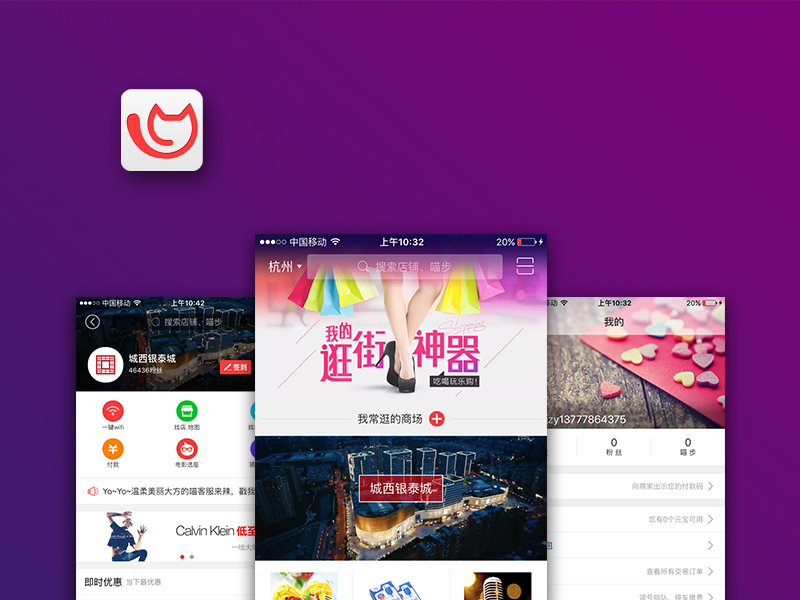 中国移动
上午10:32
20%
杭州
搜索店铺、喵步
我的
逛街神器
吃喝玩乐购！
我常逛的商场
城西银泰城
中国移动
上午10:42
搜索店铺、喵步
城西银泰城
46436粉丝
签到
一键wifi
找店.地图
付款
电影选座
Yo~Yo~温柔美丽大方的喵客服来辣，戳我
Calvin Klein 低至
即时优惠
当下最优惠
移动
上午10:32
20%
我的
zy13777864375
0
粉丝
0
喵步
向商家出示您的付款码
您有0个元宝可用
查看所有交易订单
领号排队、停车缴费